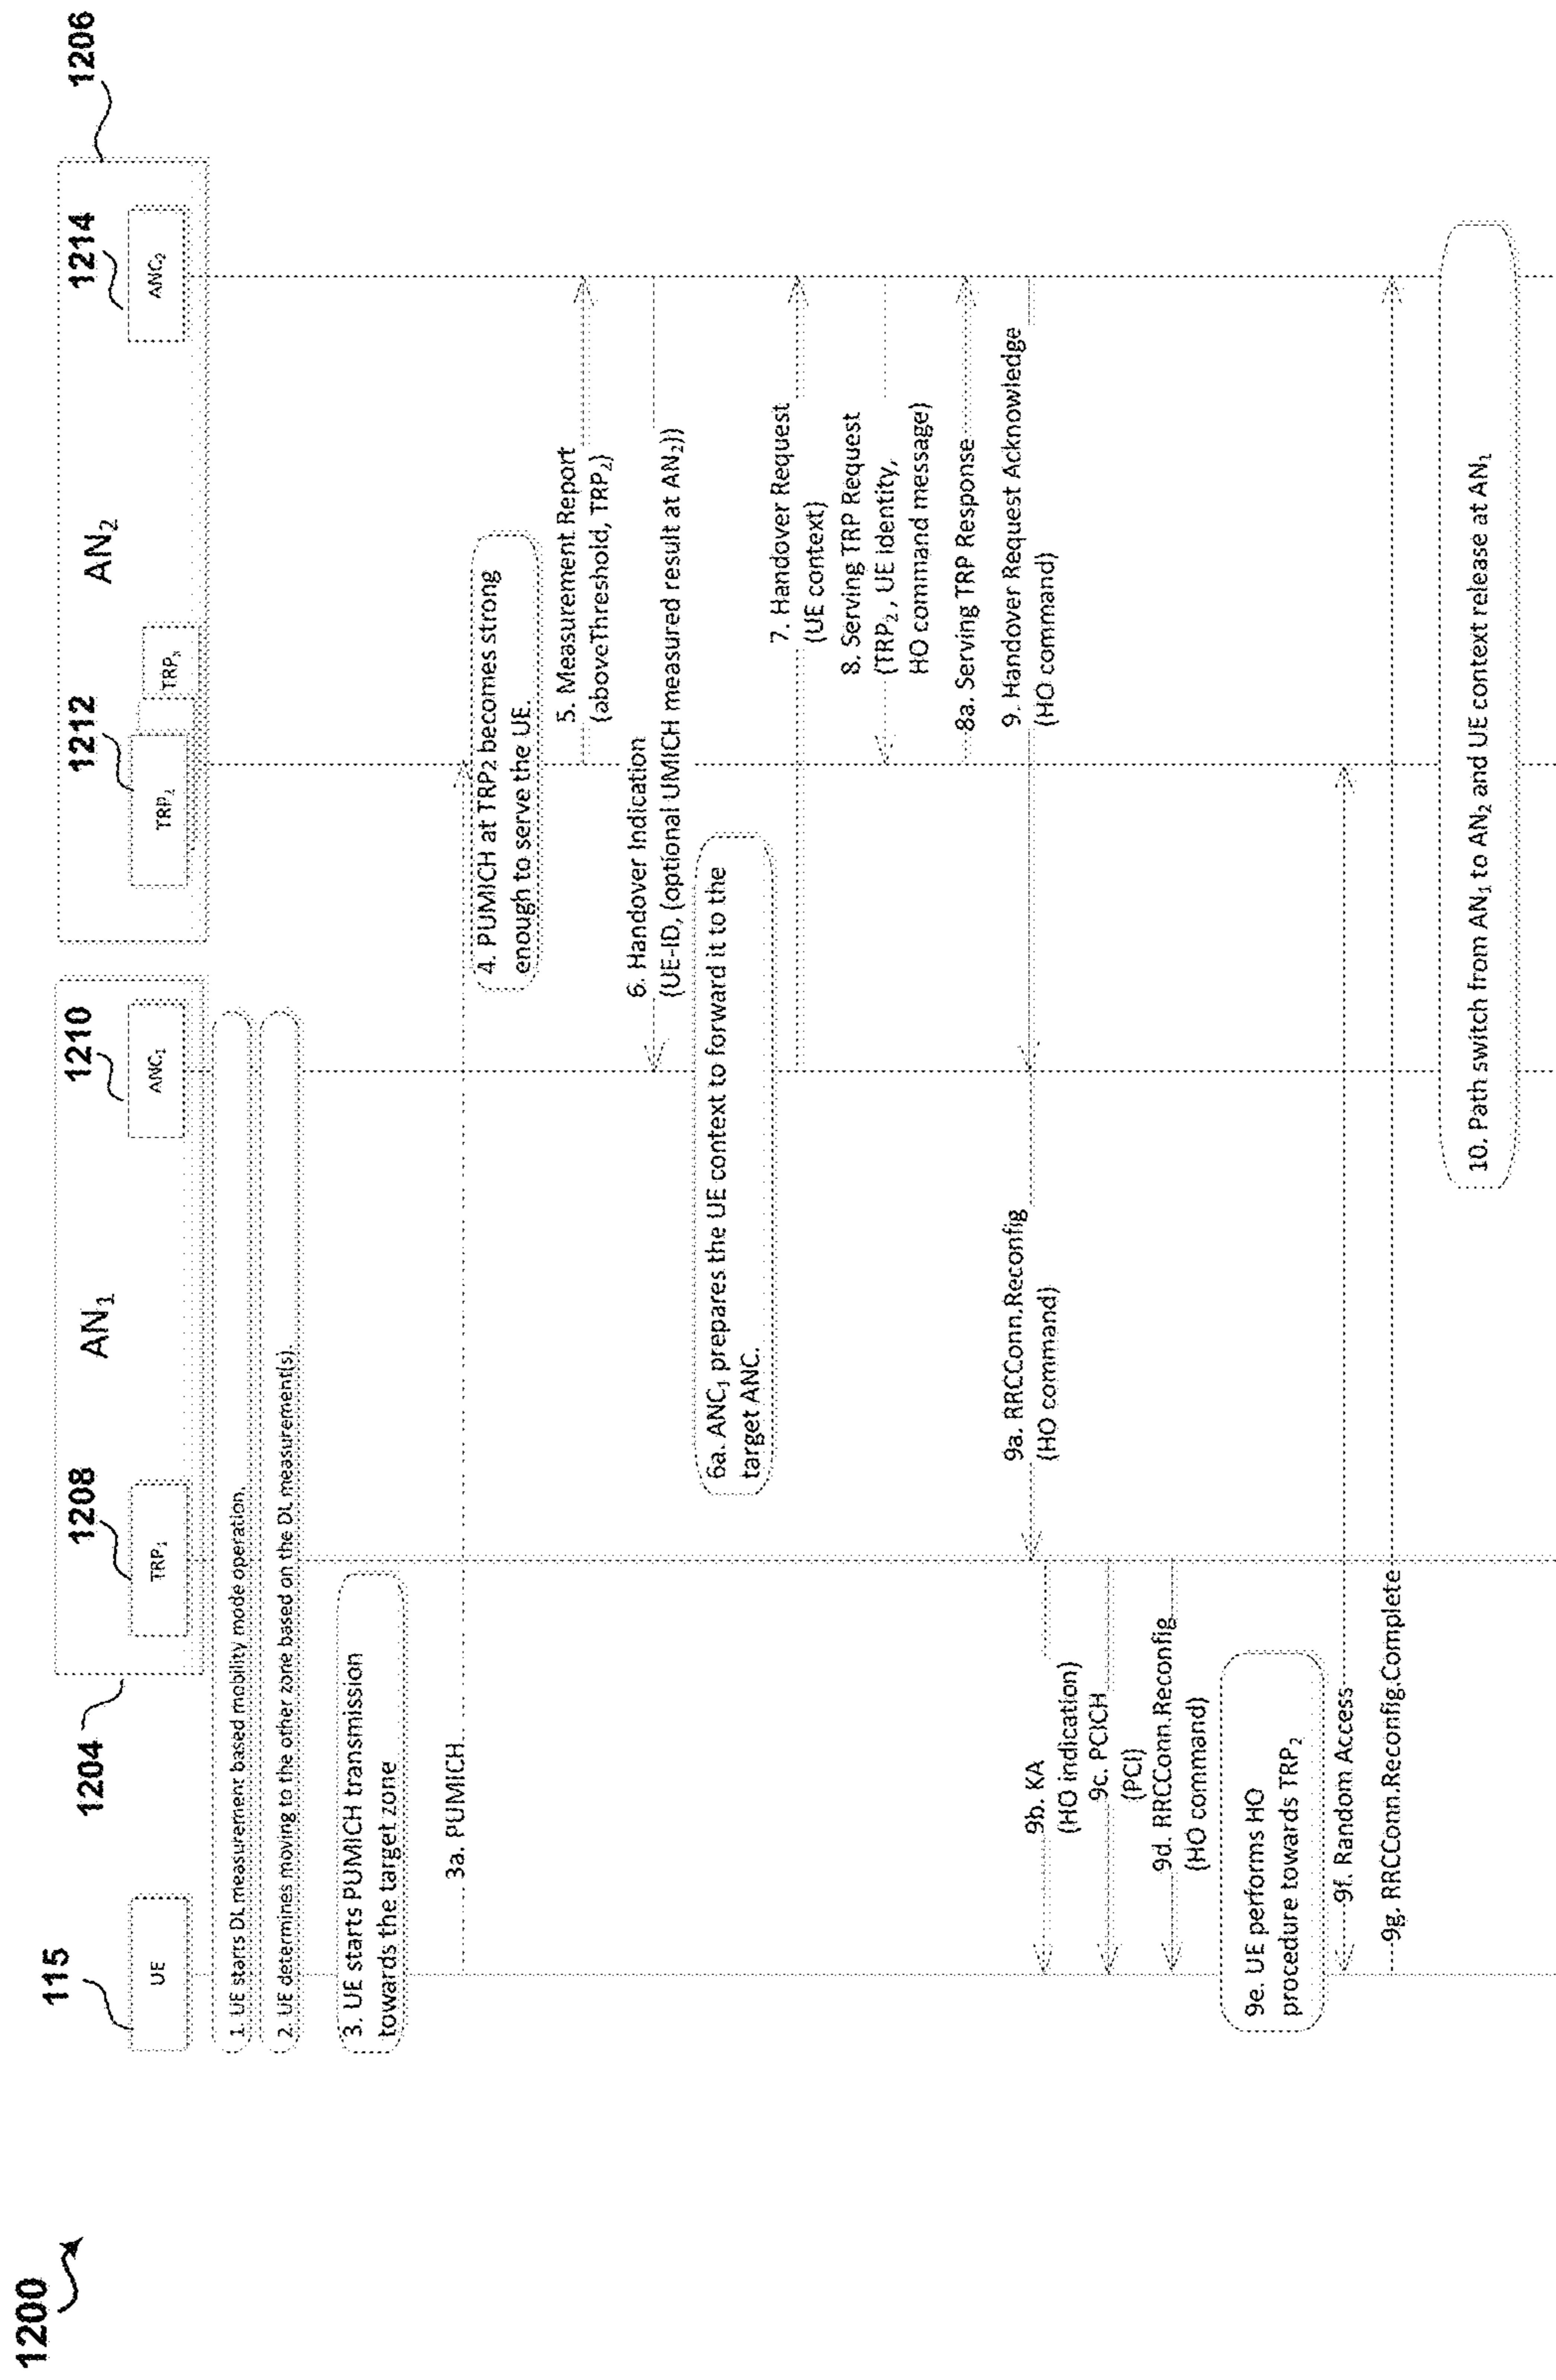 1200
115
1204
1208
1210
1212
1214
1206
AN₁
AN₂
UE
TRP₁
ANC₁
TRP₂
TRPₓ
ANC₂
1. UE starts DL measurement based mobility mode operation.
2. UE determines moving to the other zone based on the DL measurement(s).
3. UE starts PUMICH transmission
towards the target zone
3a. PUMICH
4. PUMICH at TRP₂ becomes strong
enough to serve the UE.
5. Measurement Report
(aboveThreshold, TRP₂)
6. Handover Indication
(UE-ID, (optional UMICH measured result at AN₂))
6a. ANC₁ prepares the UE context to forward it to the
target ANC.
7. Handover Request
(UE context)
8. Serving TRP Request
(TRP₂, UE identity,
HO command message)
8a. Serving TRP Response
9. Handover Request Acknowledge
(HO command)
9a. RRCConn.Reconfig
(HO command)
9b. KA
(HO indication)
9c. PCICH
(PCI)
9d. RRCConn.Reconfig
(HO command)
9e. UE performs HO
procedure towards TRP₂
9f. Random Access
9g. RRCConn.Reconfig.Complete
10. Path switch from AN₁ to AN₂ and UE context release at AN₁